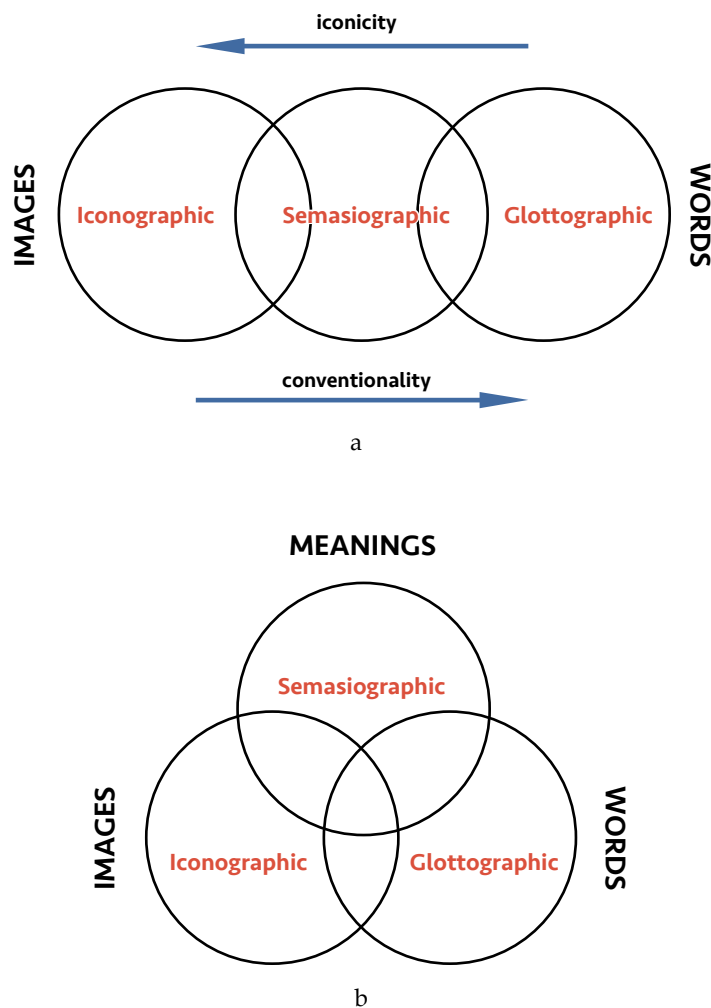 iconicity
IMAGES
Iconographic
Semasiographic
Glottographic
WORDS
conventionality
a
MEANINGS
Semasiographic
IMAGES
Iconographic
Glottographic
WORDS
b